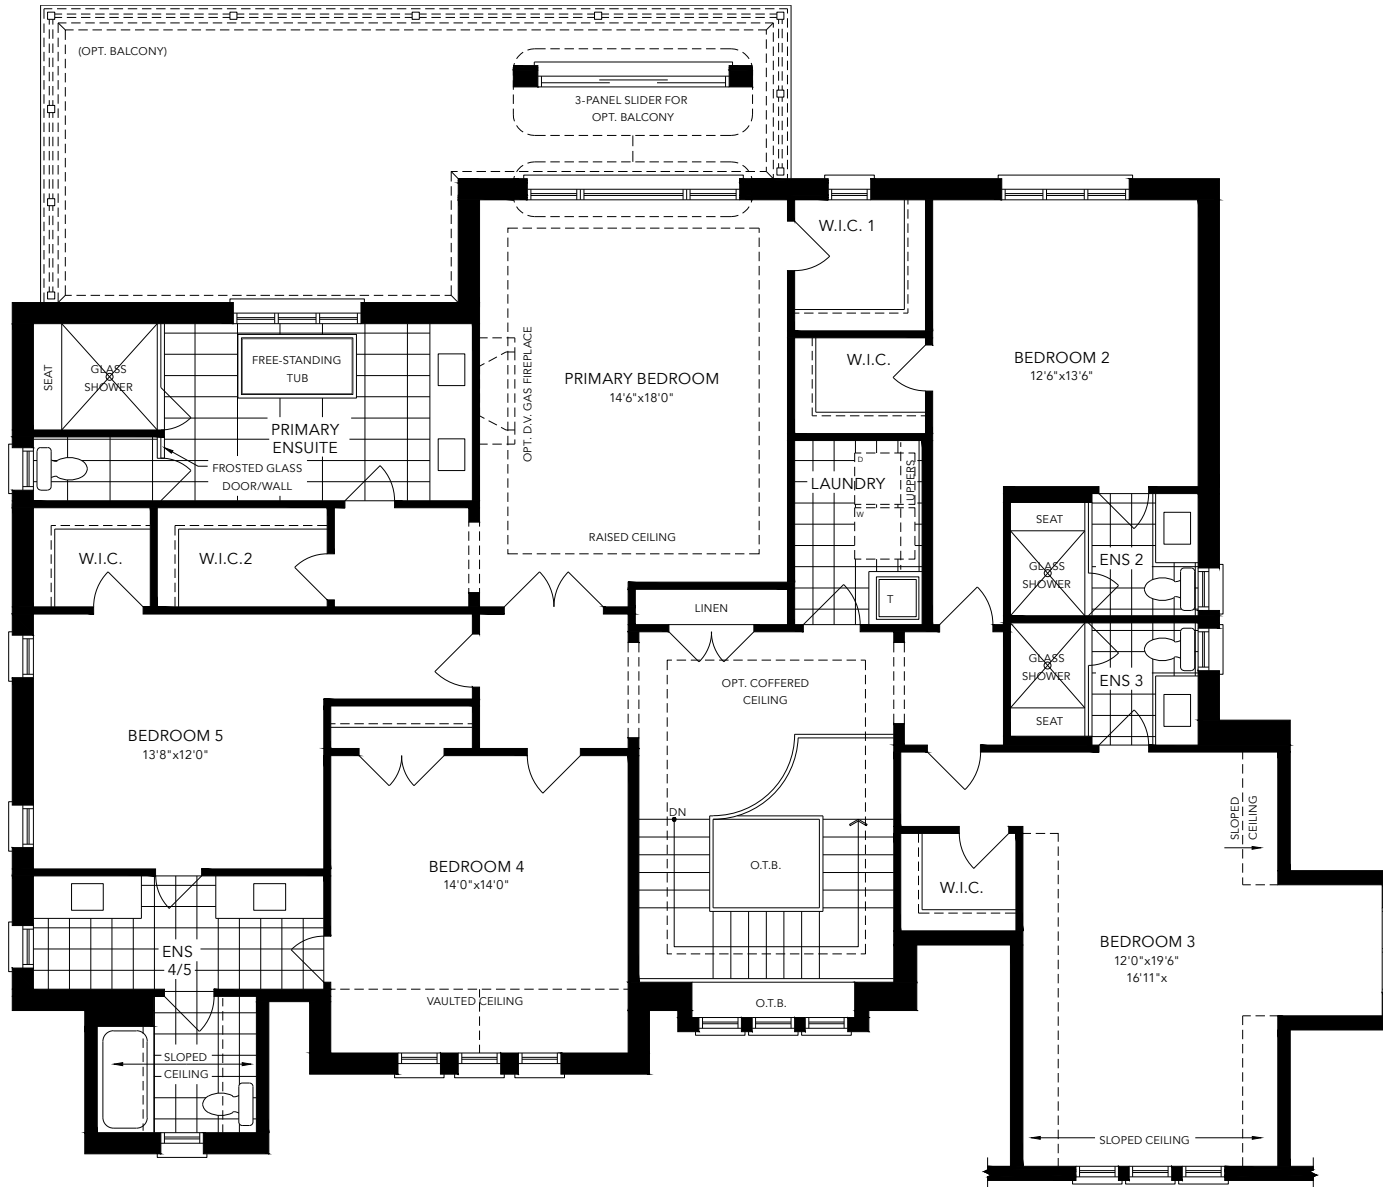 (OPT. BALCONY)
3-PANEL SLIDER FOR
OPT. BALCONY
W.I.C. 1
SEAT
GLASS
SHOWER
FREE-STANDING
TUB
OPT. D.V. GAS FIREPLACE
PRIMARY BEDROOM
14'6"x18'0"
W.I.C.
BEDROOM 2
12'6"x13'6"
PRIMARY
ENSUITE
FROSTED GLASS
DOOR/WALL
RAISED CEILING
D
LAUNDRY
UPPERS
W
T
W.I.C.
W.I.C.2
LINEN
SEAT
GLASS
SHOWER
ENS 2
GLASS
SHOWER
ENS 3
SEAT
OPT. COFFERED
CEILING
BEDROOM 5
13'8"x12'0"
DN
O.T.B.
SLOPED
CEILING
BEDROOM 4
14'0"x14'0"
W.I.C.
ENS
4/5
BEDROOM 3
12'0"x19'6"
16'11"x
VAULTED CEILING
O.T.B.
SLOPED
CEILING
SLOPED CEILING